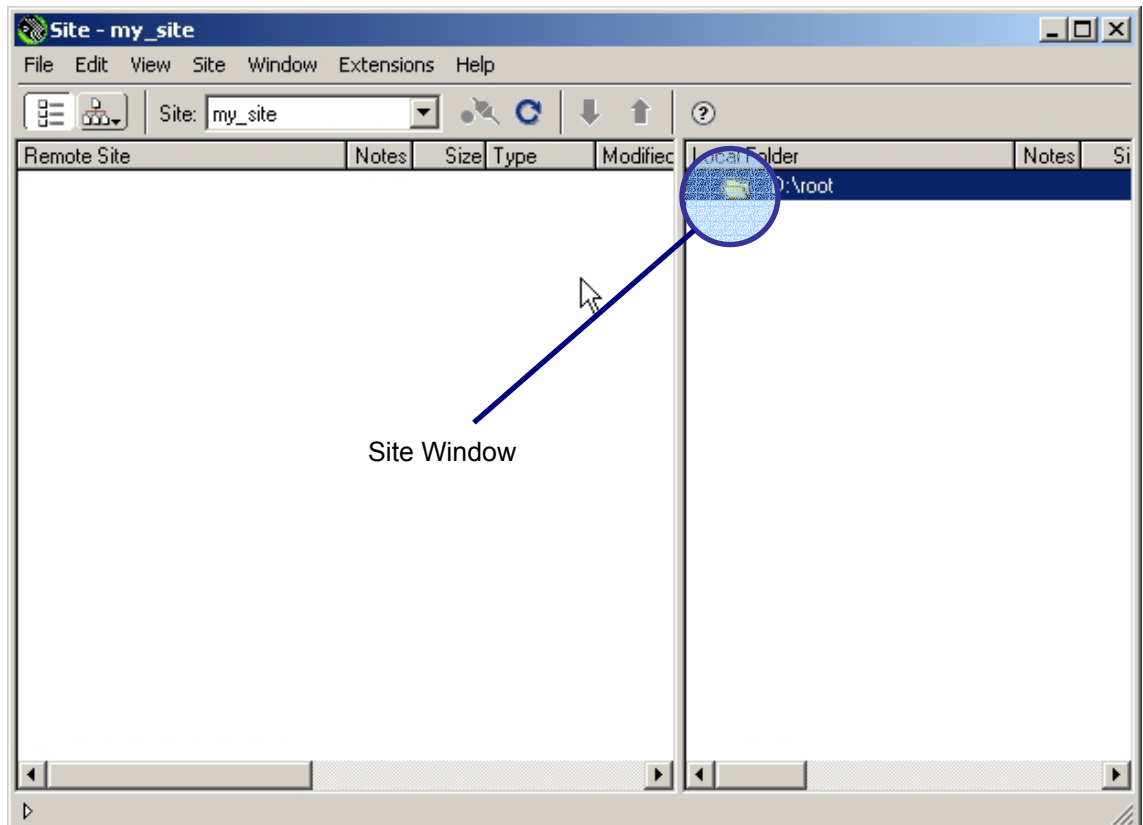 Site - my_site
File Edit View Site Window Extensions Help
Site: my_site
Remote Site Notes Size Type Modified Local Folder Notes Si
D:\root
Site Window